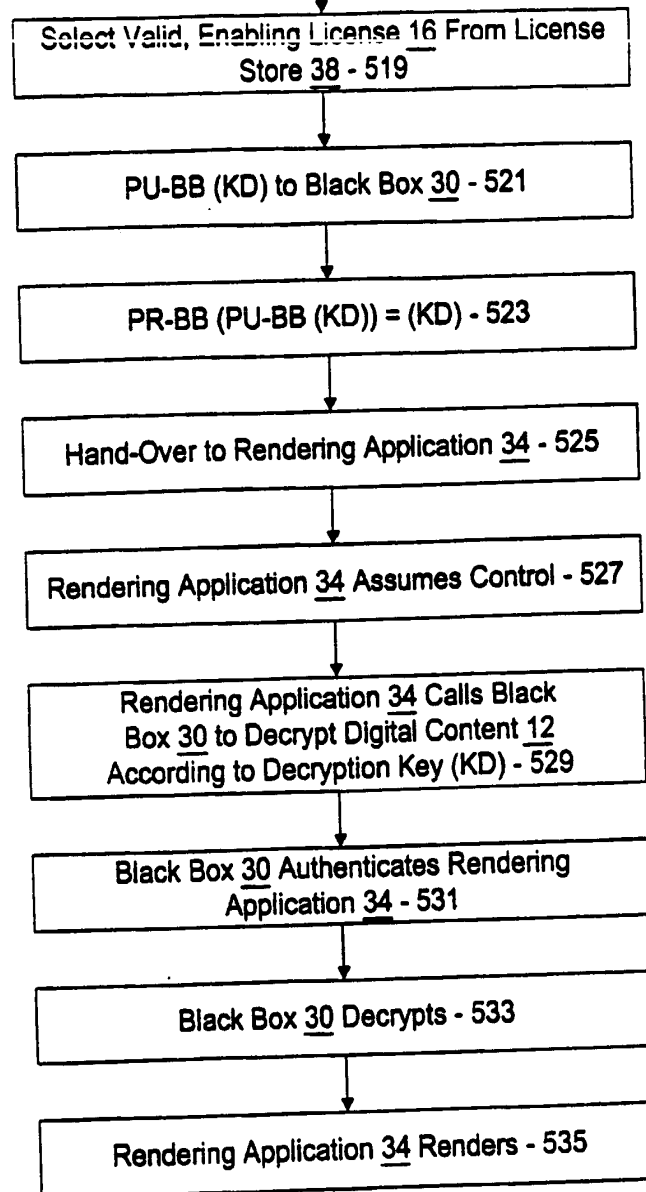 Select Valid, Enabling License 16 From License
Store 38 - 519
PU-BB (KD) to Black Box 30 - 521
PR-BB (PU-BB (KD)) = (KD) - 523
Hand-Over to Rendering Application 34 - 525
Rendering Application 34 Assumes Control - 527
Rendering Application 34 Calls Black
Box 30 to Decrypt Digital Content 12
According to Decryption Key (KD) - 529
Black Box 30 Authenticates Rendering
Application 34 - 531
Black Box 30 Decrypts - 533
Rendering Application 34 Renders - 535